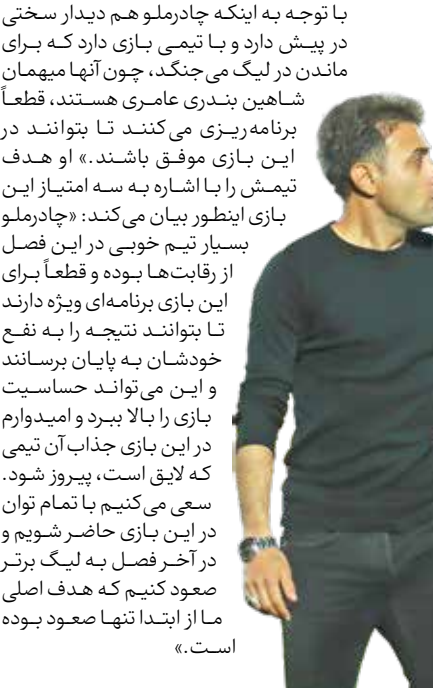 با توجه به اینکه چادرملو هم دیدار سختی
در پیش دارد و با تیمی بازی دارد که برای
ماندن در لیگ می‌جنگد، چون آنها میهمان
شاهین بندری عامری هستند، قطعاً
برنامه‌ریزی می‌کنند تا بتوانند در
این بازی موفق باشند.» او هدف
تیمش را با اشاره به سه امتیاز این
بازی اینطور بیان می‌کند: «چادرملو
بسیار تیم خوبی در این فصل
از رقابت‌ها بوده و قطعاً برای
این بازی برنامه‌ای ویژه دارند
تا بتوانند نتیجه را به نفع
خودشان به پایان برسانند
و این می‌تواند حساسیت
بازی را بالا ببرد و امیدوارم
در این بازی جذاب آن تیمی
که لایق است، پیروز شود.
سعی می‌کنیم با تمام توان
در این بازی حاضر شویم و
در آخر فصل به لیگ برتر
صعود کنیم که هدف اصلی
ما از ابتدا تنها صعود بوده
است.»